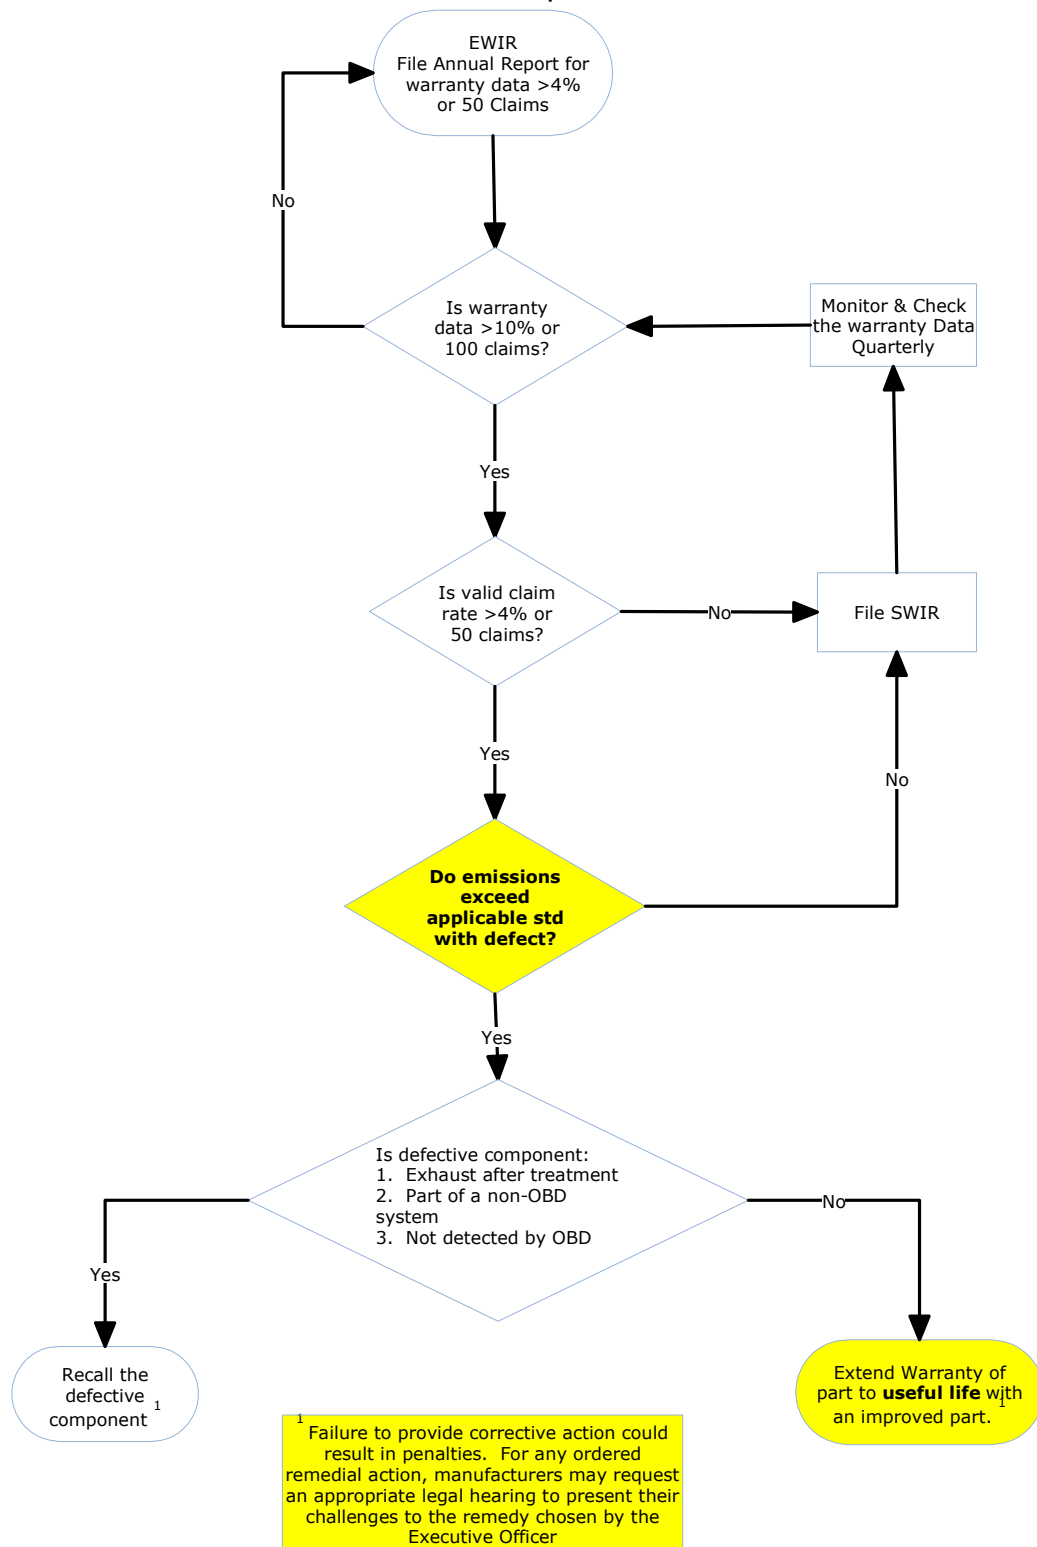 EWIR
File Annual Report for
warranty data >4%
or 50 Claims
No
Is warranty
data >10% or
100 claims?
Monitor & Check
the warranty Data
Quarterly
Yes
Is valid claim
rate >4% or
50 claims?
No
File SWIR
Yes
No
Do emissions
exceed
applicable std
with defect?
Yes
Is defective component:
1. Exhaust after treatment
2. Part of a non-OBD
system
3. Not detected by OBD
No
Yes
Recall the
defective
component 1
Extend Warranty of
part to useful life with
an improved part. 1
1 Failure to provide corrective action could
result in penalties. For any ordered
remedial action, manufacturers may request
an appropriate legal hearing to present their
challenges to the remedy chosen by the
Executive Officer